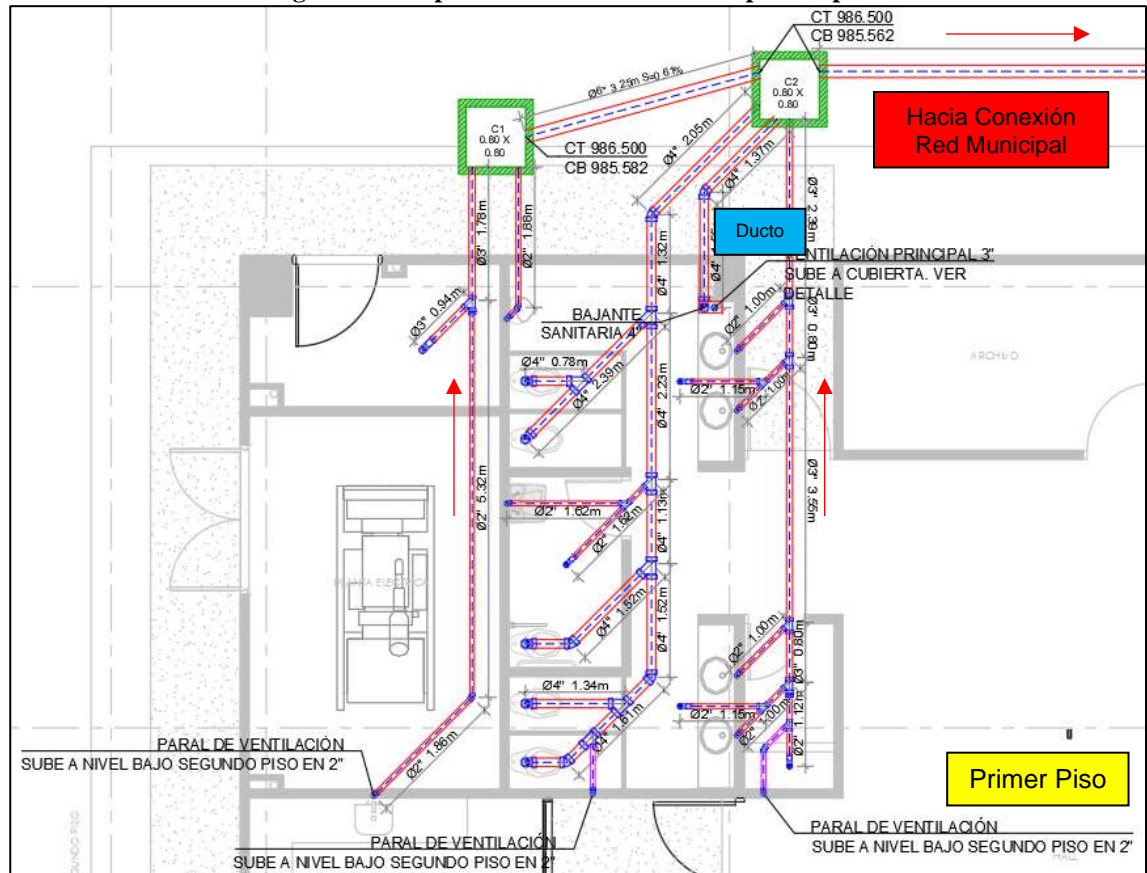 CT 986.500
CB 985.562
Ø6" 3.25m S=0.61%
C2
0.80 X
0.80
Hacia Conexión
Red Municipal
C1
0.80 X
0.80
CT 986.500
CB 985.582
Ø4" 2.05m
Ø4" 1.37m
Ø3" 2.39m
Ø3" 1.78m
Ø2" 1.88m
Ducto
Ø4" 1.32m
VENTILACIÓN PRINCIPAL 3"
SUBE A CUBIERTA. VER
DETALLE
Ø3" 0.94m
BAJANTE
SANITARIA 4"
Ø2" 1.00m
Ø3" 0.80m
ARCHIVO
Ø4" 0.78m
Ø4" 2.39m
Ø4" 2.23m
Ø2" 1.15m
Ø2" 1.00m
Ø2" 5.32m
Ø2" 1.62m
Ø2" 1.62m
Ø4" 1.13m
Ø3" 3.55m
PLANTA ELECTRICA
Ø4" 1.52m
Ø4" 1.52m
Ø2" 1.00m
Ø3" 0.80m
Ø4" 1.34m
Ø4" 1.61m
Ø2" 1.15m
Ø2" 1.00m
Ø2" 1.12m
Ø2" 1.86m
PARAL DE VENTILACIÓN
SUBE A NIVEL BAJO SEGUNDO PISO EN 2"
Primer Piso
PARAL DE VENTILACIÓN
SUBE A NIVEL BAJO SEGUNDO PISO EN 2"
PARAL DE VENTILACIÓN
SUBE A NIVEL BAJO SEGUNDO PISO EN 2"
HALL